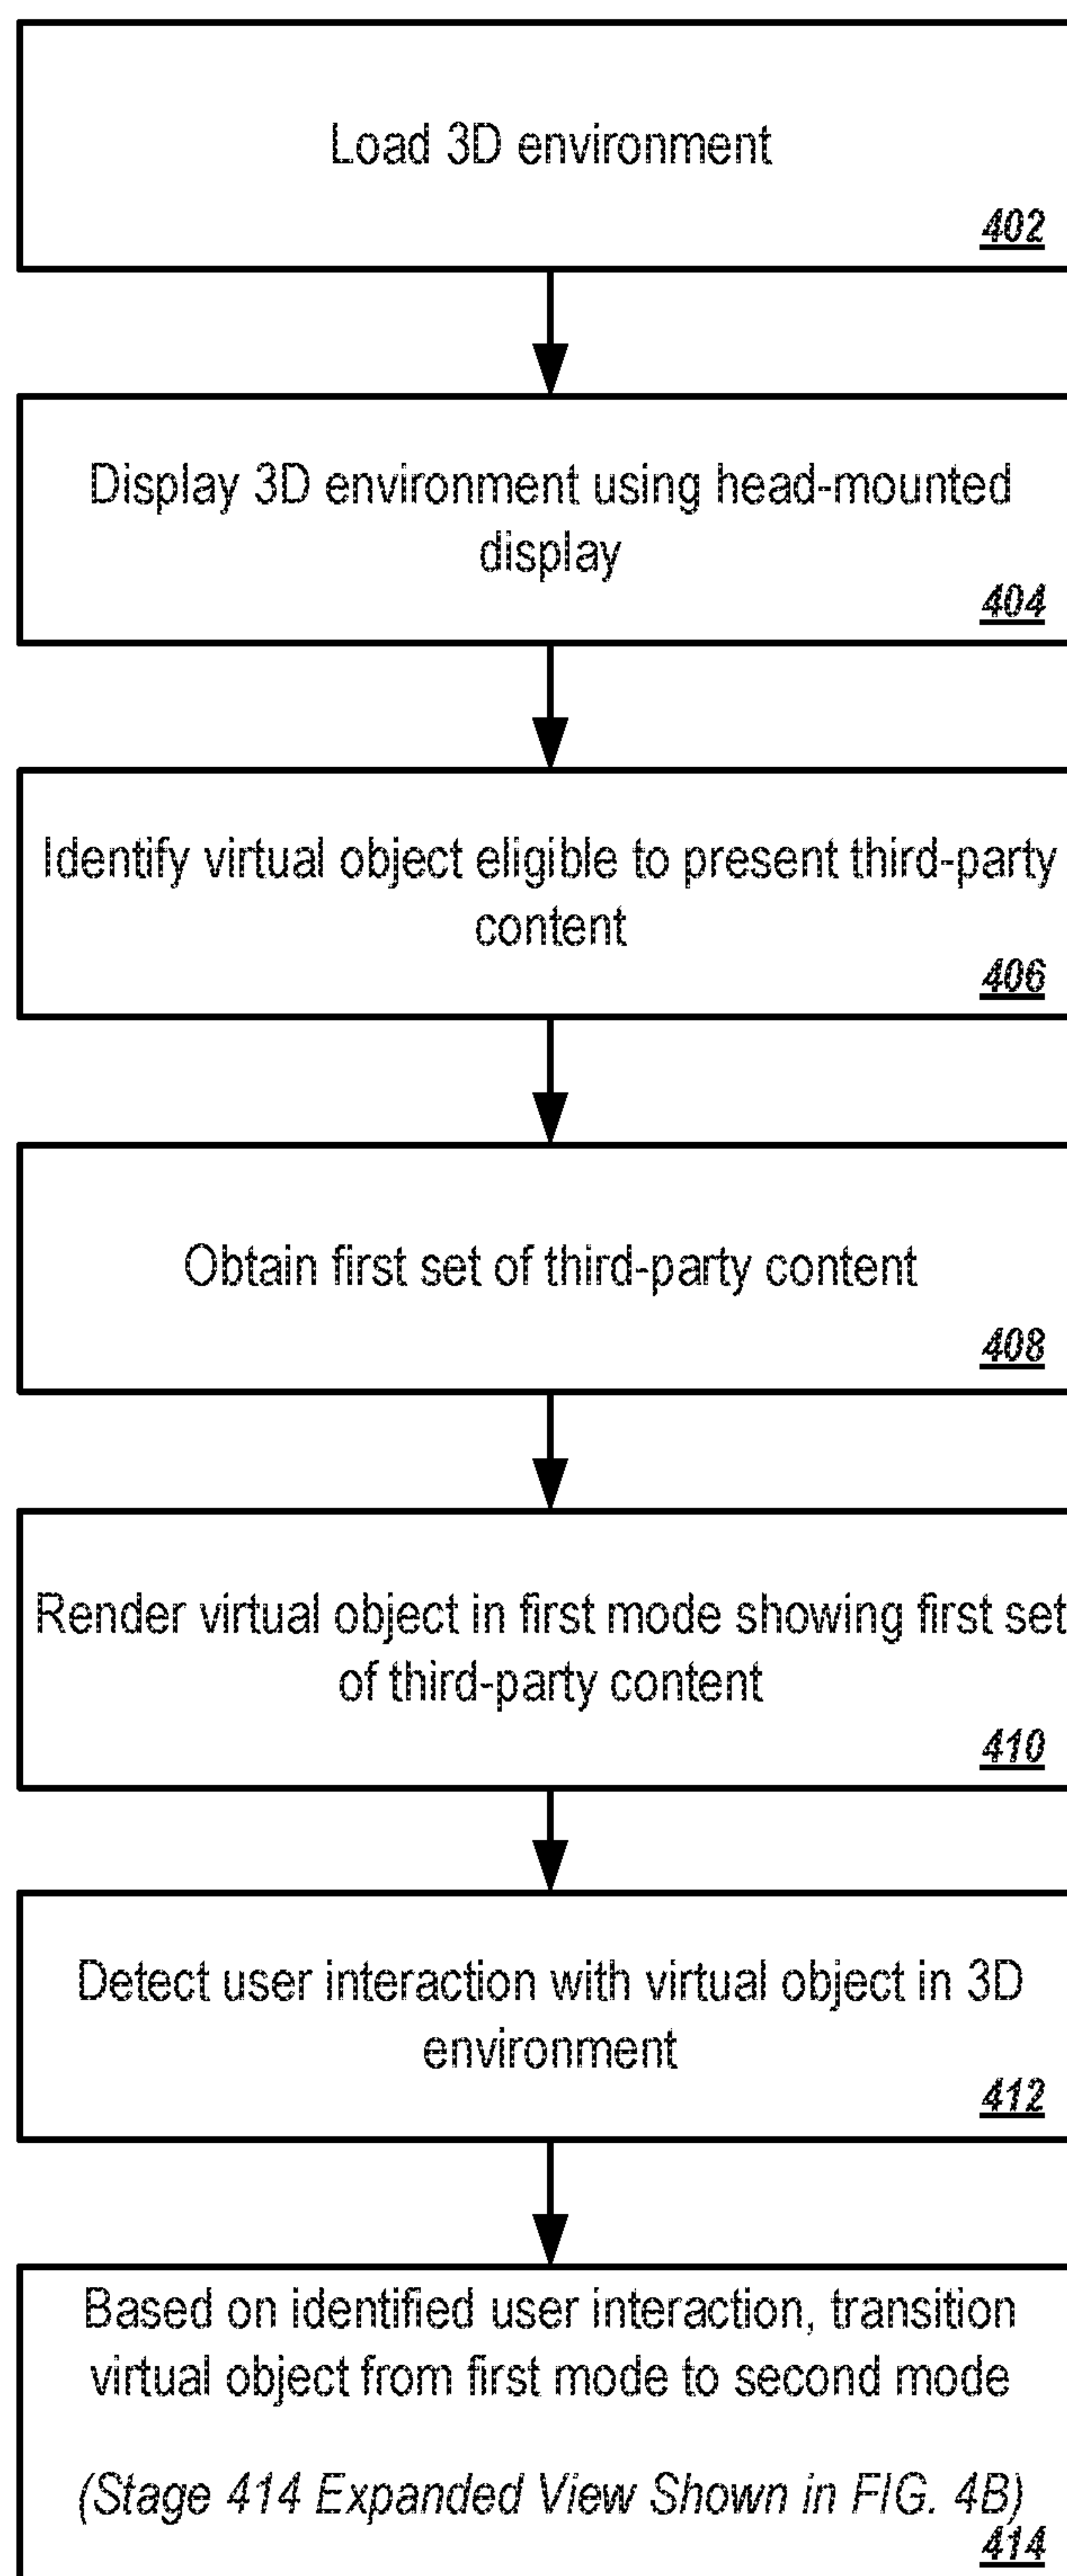 Load 3D environment
402
Display 3D environment using head-mounted
display
404
Identify virtual object eligible to present third-party
content
406
Obtain first set of third-party content
408
Render virtual object in first mode showing first set
of third-party content
410
Detect user interaction with virtual object in 3D
environment
412
Based on identified user interaction, transition
virtual object from first mode to second mode
(Stage 414 Expanded View Shown in FIG. 4B)
414